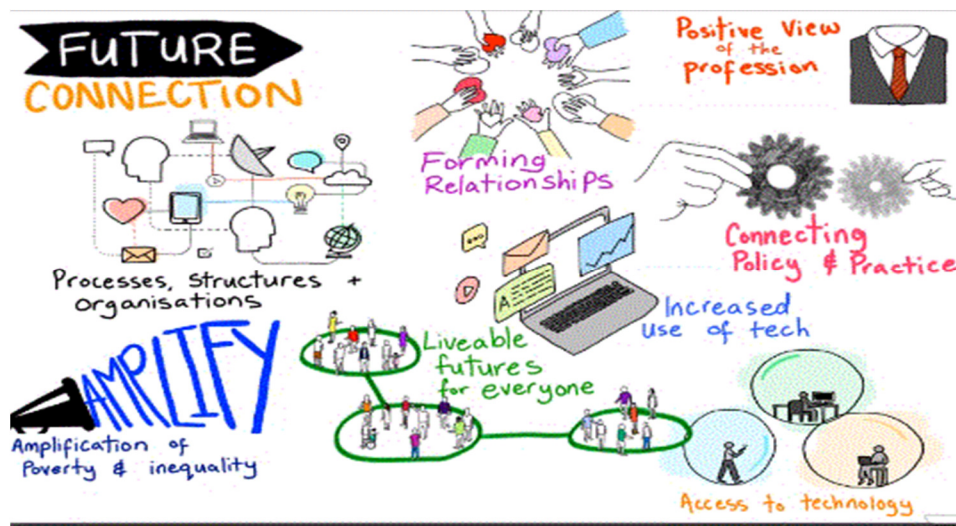 FUTURE
CONNECTION
Processes, Structures +
Organisations
Forming
Relationships
Positive View
of the
Profession
Connecting
Policy & Practice
Increased
use of tech
A
AMPLIFY
Amplification of
Poverty & inequality
Liveable
futures
for everyone
Access to technology